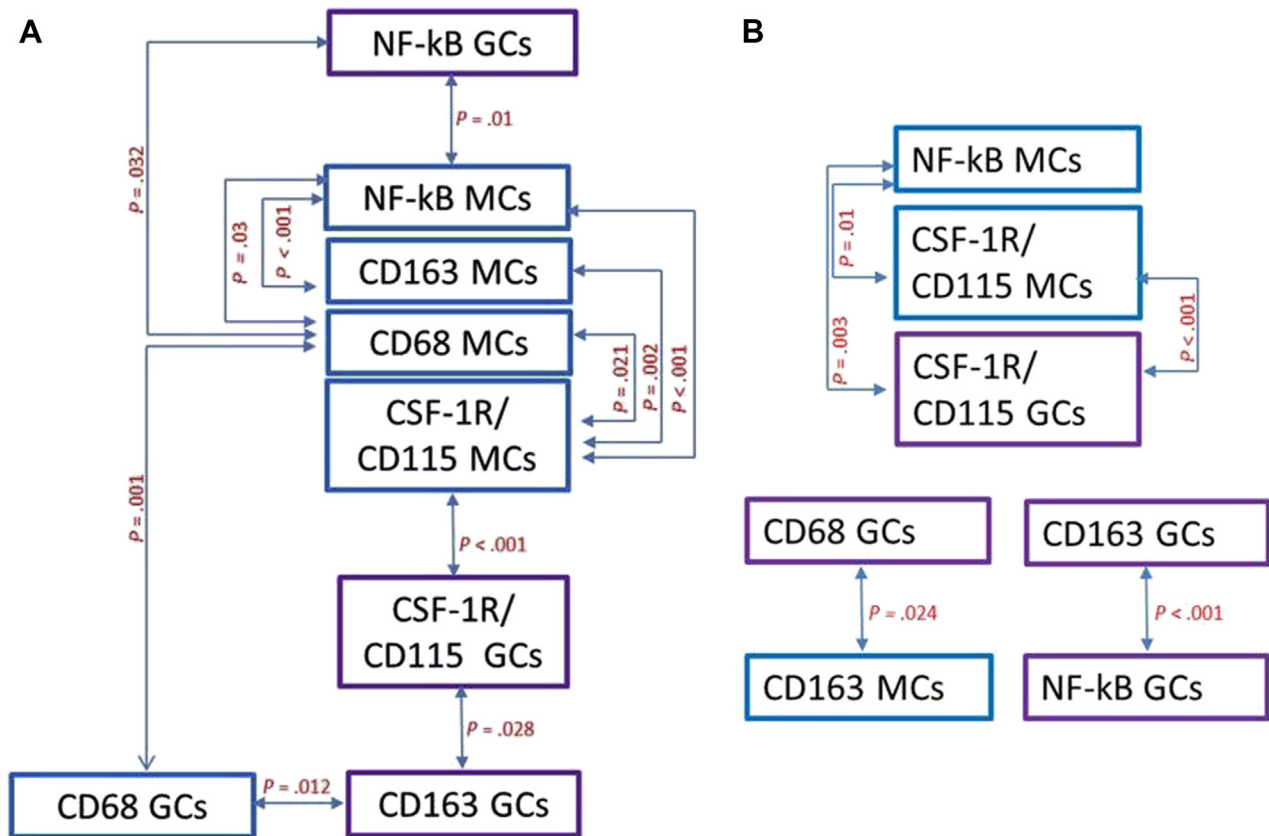 A
NF-kB GCs
P = .01
P = .032
NF-kB MCs
P = .03
P < .001
CD163 MCs
CD68 MCs
P = .021
P = .002
P <.001
CSF-1R/
CD115 MCs
P = .001
P < .001
CSF-1R/
CD115 GCs
P = .028
CD68 GCs
P = .012
CD163 GCs
B
NF-kB MCs
P = .01
CSF-1R/
CD115 MCs
P = .003
P < .001
CSF-1R/
CD115 GCs
CD68 GCs
CD163 GCs
P = .024
P < .001
CD163 MCs
NF-kB GCs